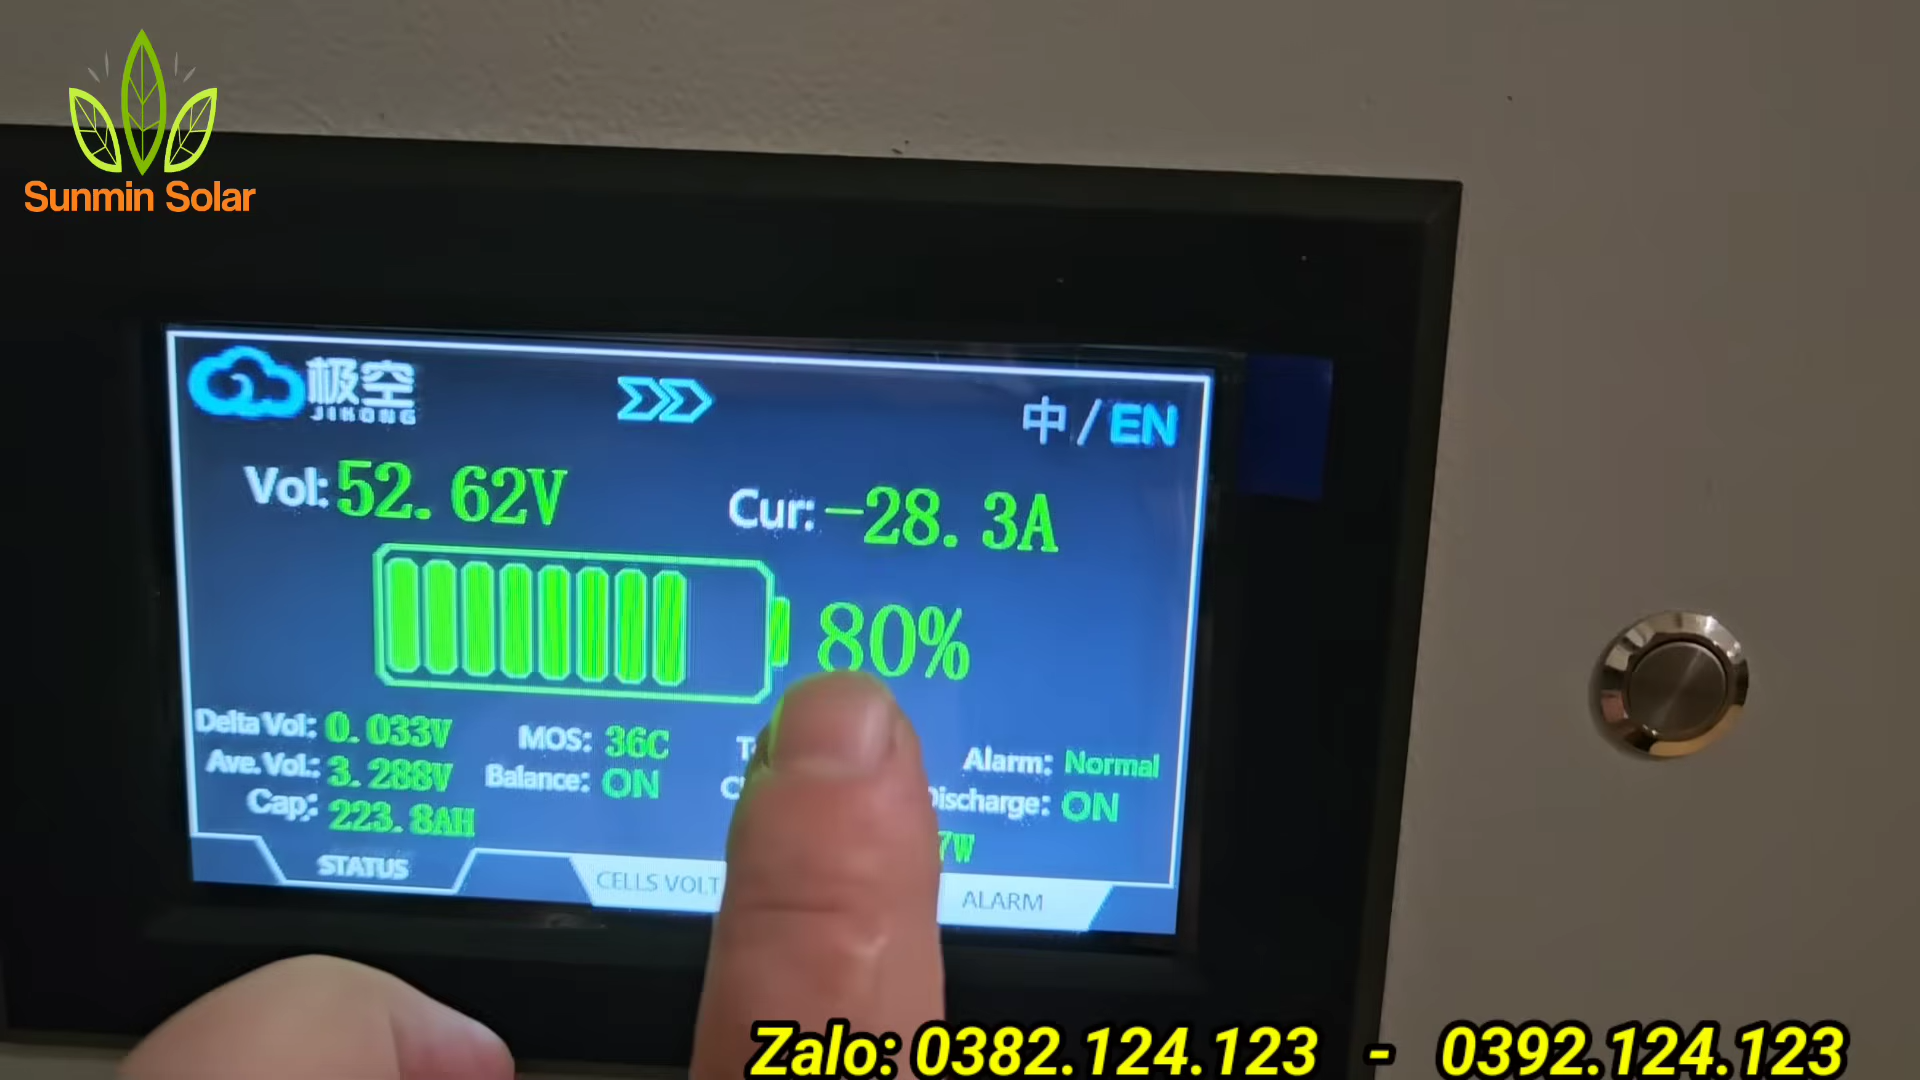 Sunmin Solar
极空
JIKONG
中/EN
Vol: 52.62V
Cur: -28.3A
80%
Delta Vol: 0.033V
MOS: 36C
Alarm: Normal
Ave. Vol.: 3.288V
Balance: ON
Discharge: ON
Cap: 223.8AH
7W
STATUS
CELLS VOLT
ALARM
Zalo: 0382.124.123 - 0392.124.123